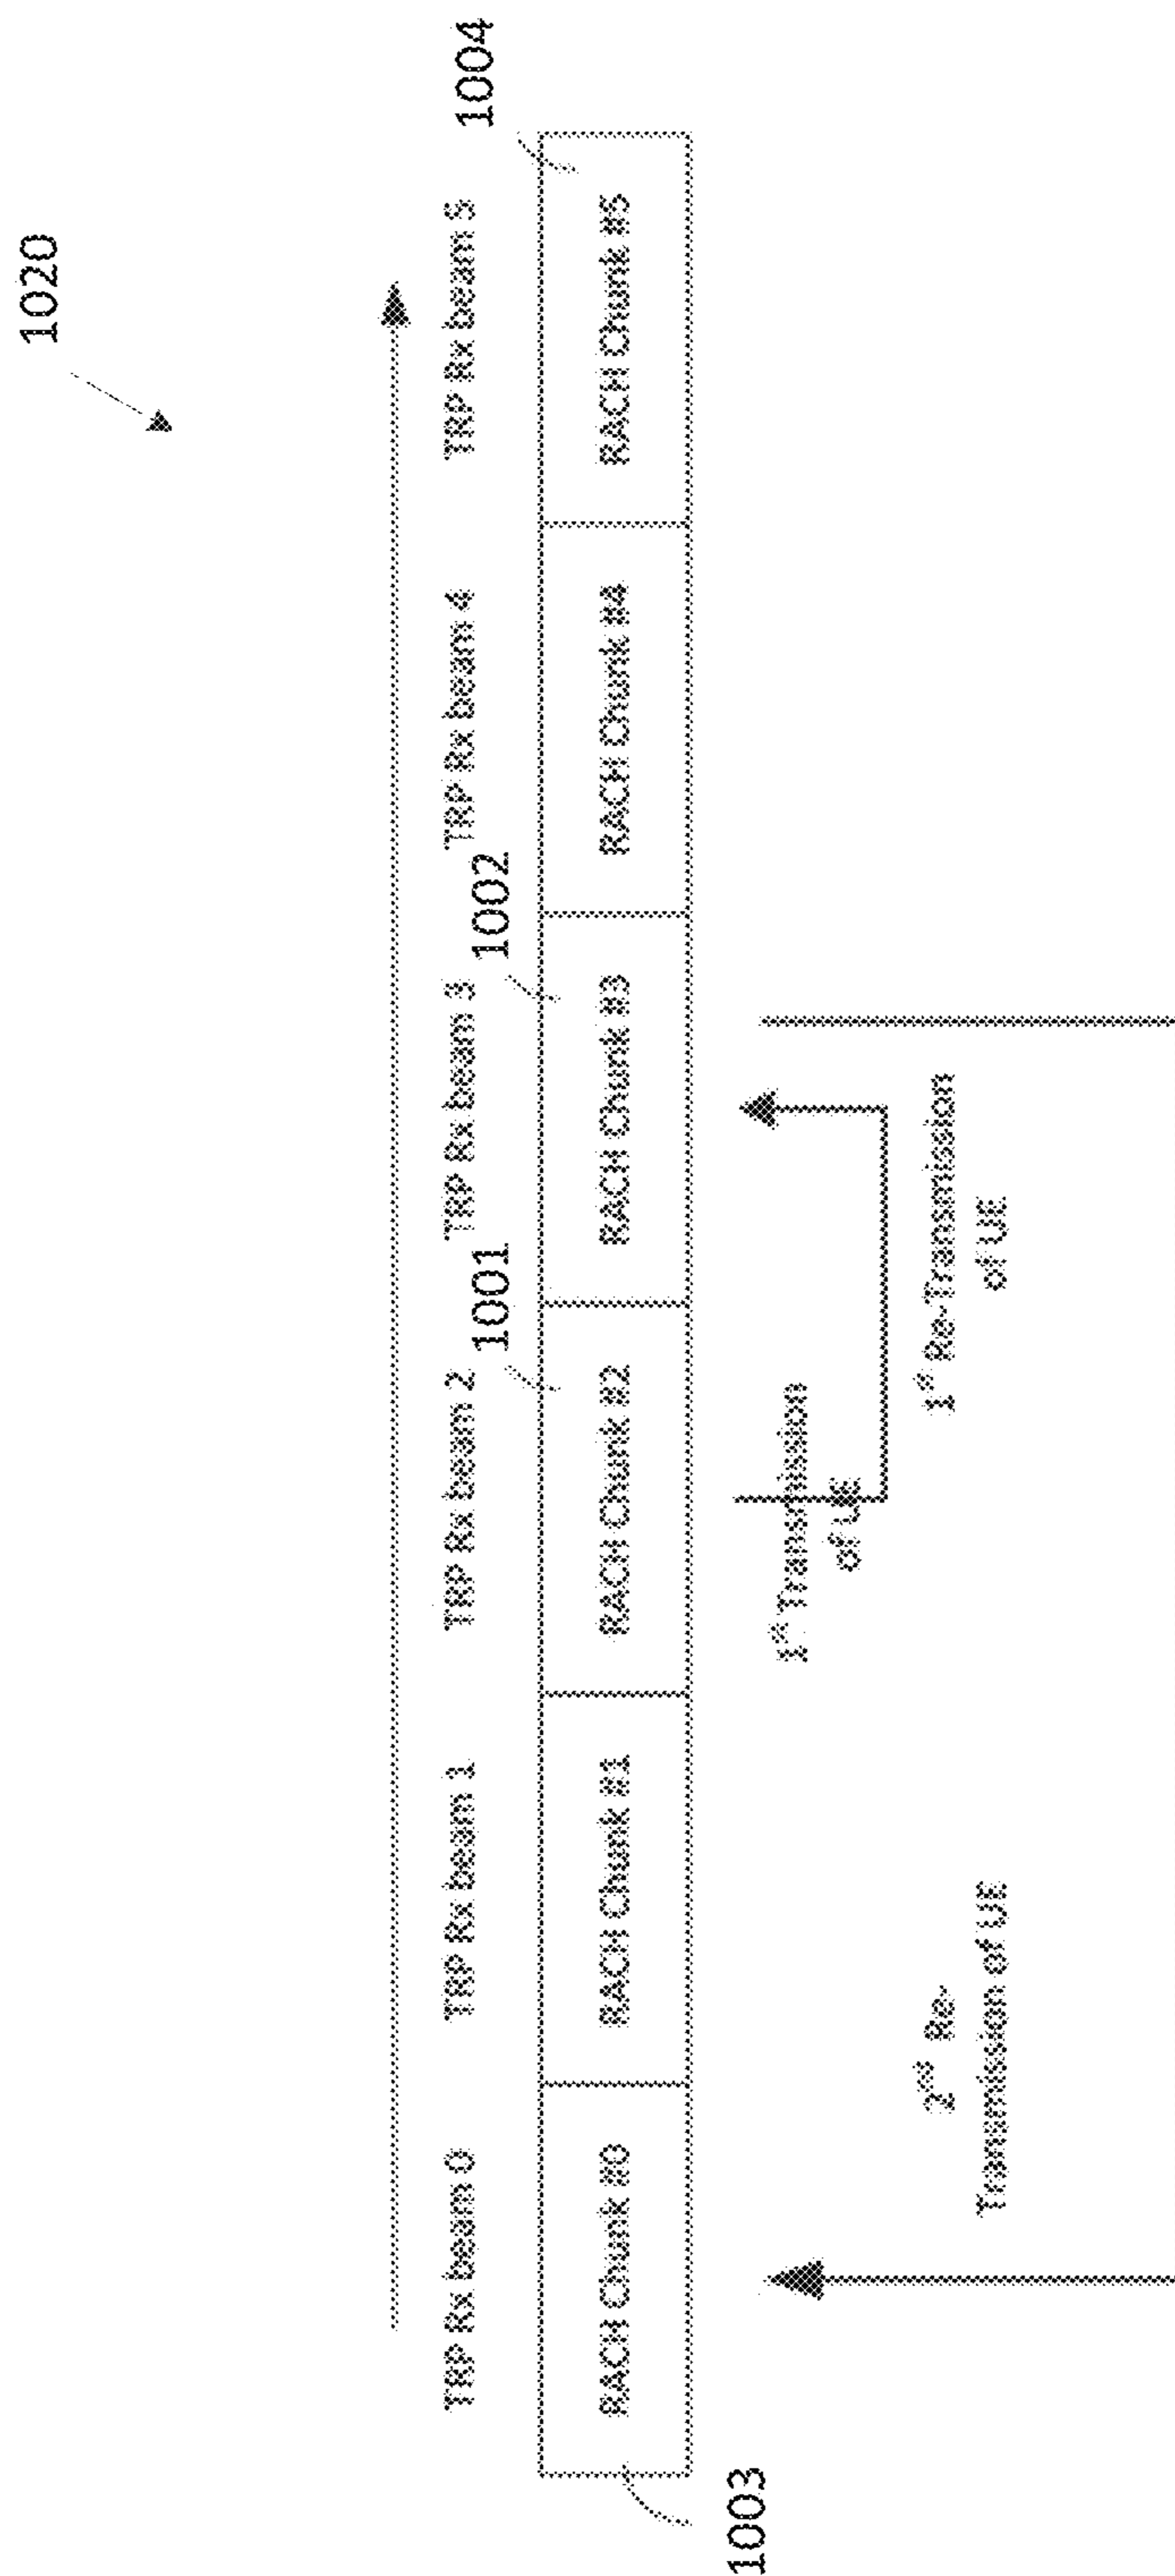 1020
TRP Rx beam 0
TRP Rx beam 1
TRP Rx beam 2
TRP Rx beam 3
TRP Rx beam 4
TRP Rx beam 5
1001
1002
1004
RACH Chunk #0
RACH Chunk #1
RACH Chunk #2
RACH Chunk #3
RACH Chunk #4
RACH Chunk #5
1003
1st Transmission
of UE
1st Re-Transmission
of UE
2nd Re-
Transmission of UE